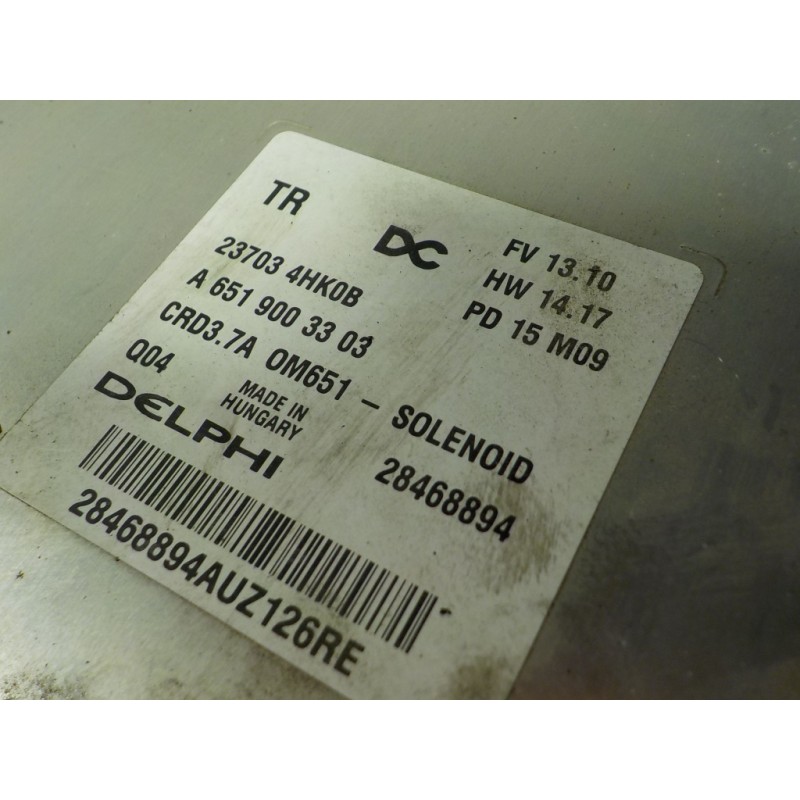 TR
DC
FV 13.10
HW 14.17
PD 15 M09
23703 4HK0B
A 651 900 33 03
CRD3.7A OM651 - SOLENOID
Q04
MADE IN
HUNGARY
28468894
DELPHI
28468894AUZ126RE